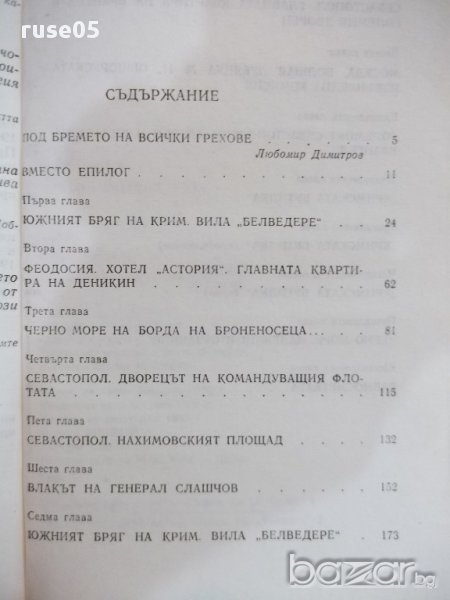 ruse05
СЪДЪРЖАНИЕ
ПОД БРЕМЕТО НА ВСИЧКИ ГРЕХОВЕ . . . . . . . 5
Любомир Димитров
ВМЕСТО ЕПИЛОГ . . . . . . . . . . . 11
Първа глава
ЮЖНИЯТ БРЯГ НА КРИМ. ВИЛА „БЕЛВЕДЕРЕ“ . . 24
Втора глава
ФЕОДОСИЯ. ХОТЕЛ „АСТОРИЯ“. ГЛАВНАТА КВАРТИ-
РА НА ДЕНИКИН . . . . . . . . . . 62
Трета глава
ЧЕРНО МОРЕ НА БОРДА НА БРОНЕНОСЕЦА... . . . 81
Четвърта глава
СЕВАСТОПОЛ. ДВОРЕЦЪТ НА КОМАНДУВАЩИЯ ФЛО-
ТАТА . . . . . . . . . . . . 115
Пета глава
СЕВАСТОПОЛ. НАХИМОВСКИЯТ ПЛОЩАД . . . . 132
Шеста глава
ВЛАКЪТ НА ГЕНЕРАЛ СЛАШЧОВ . . . . . . 152
Седма глава
ЮЖНИЯТ БРЯГ НА КРИМ. ВИЛА „БЕЛВЕДЕРЕ“ . . 173
bazar.bg